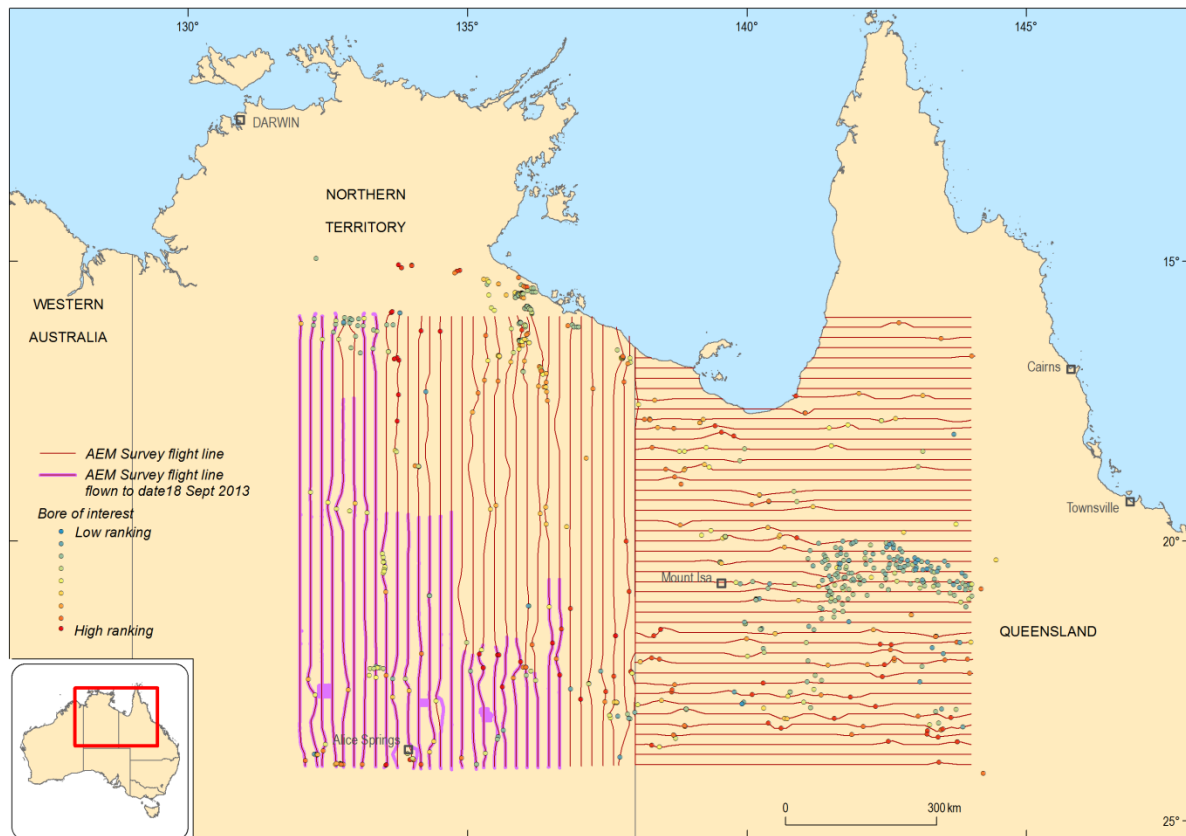 130°
135°
140°
145°
DARWIN
NORTHERN
TERRITORY
15°
15°
WESTERN
AUSTRALIA
Cairns
AEM Survey flight line
AEM Survey flight line
flown to date18 Sept 2013
Bore of interest
Low ranking
High ranking
Townsville
20°
20°
Mount Isa
QUEENSLAND
Alice Springs
0
300 km
25°